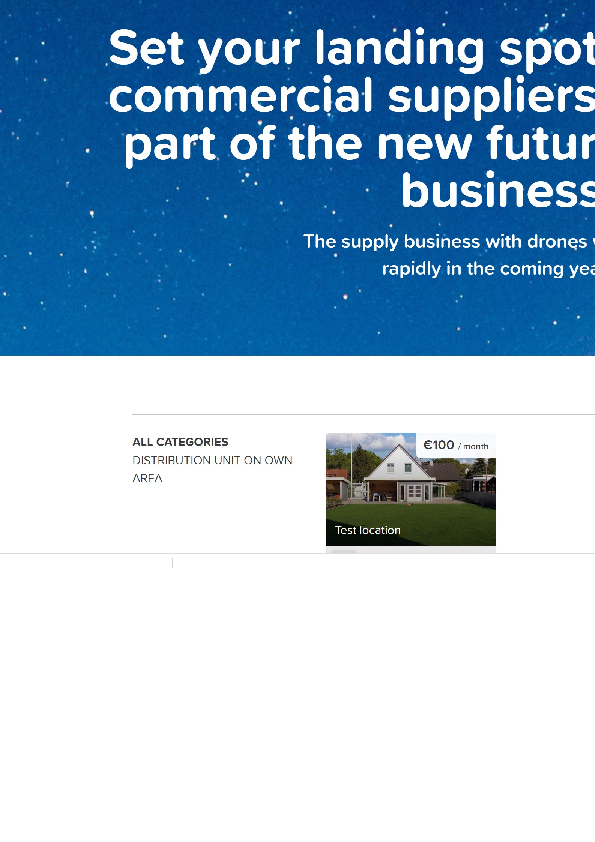 Set your landing spot
commercial suppliers
part of the new futur
business
The supply business with drones
rapidly in the coming yea
ALL CATEGORIES
DISTRIBUTION UNIT ON OWN
AREA
€100 / month
Test location